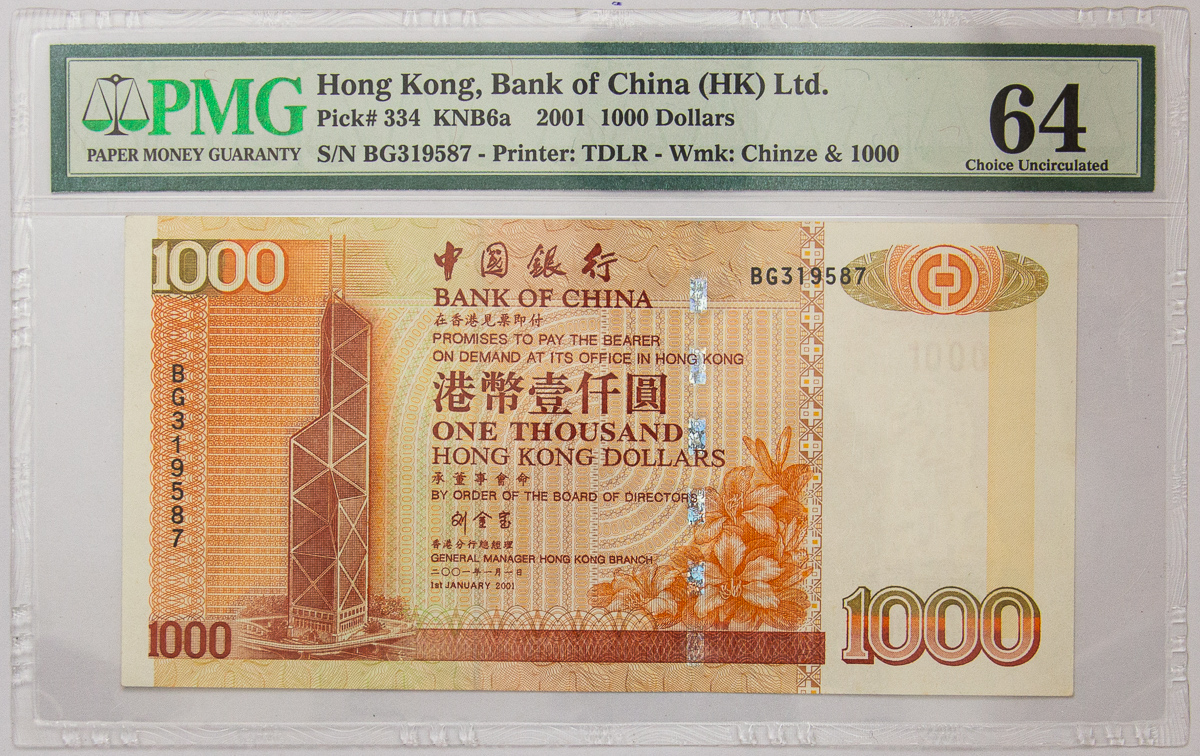 PMG
PAPER MONEY GUARANTY
Hong Kong, Bank of China (HK) Ltd.
Pick# 334 KNB6a 2001 1000 Dollars
S/N BG319587 - Printer: TDLR - Wmk: Chinze & 1000
64
Choice Uncirculated
1000
中國銀行
BANK OF CHINA
BG319587
在香港見票即付
PROMISES TO PAY THE BEARER
ON DEMAND AT ITS OFFICE IN HONG KONG
1000
港幣壹仟圓
BG319587
ONE THOUSAND
HONG KONG DOLLARS
承董事會命
BY ORDER OF THE BOARD OF DIRECTORS
香港分行總經理
GENERAL MANAGER HONG KONG BRANCH
二〇〇一年一月一日
1st JANUARY 2001
1000
1000